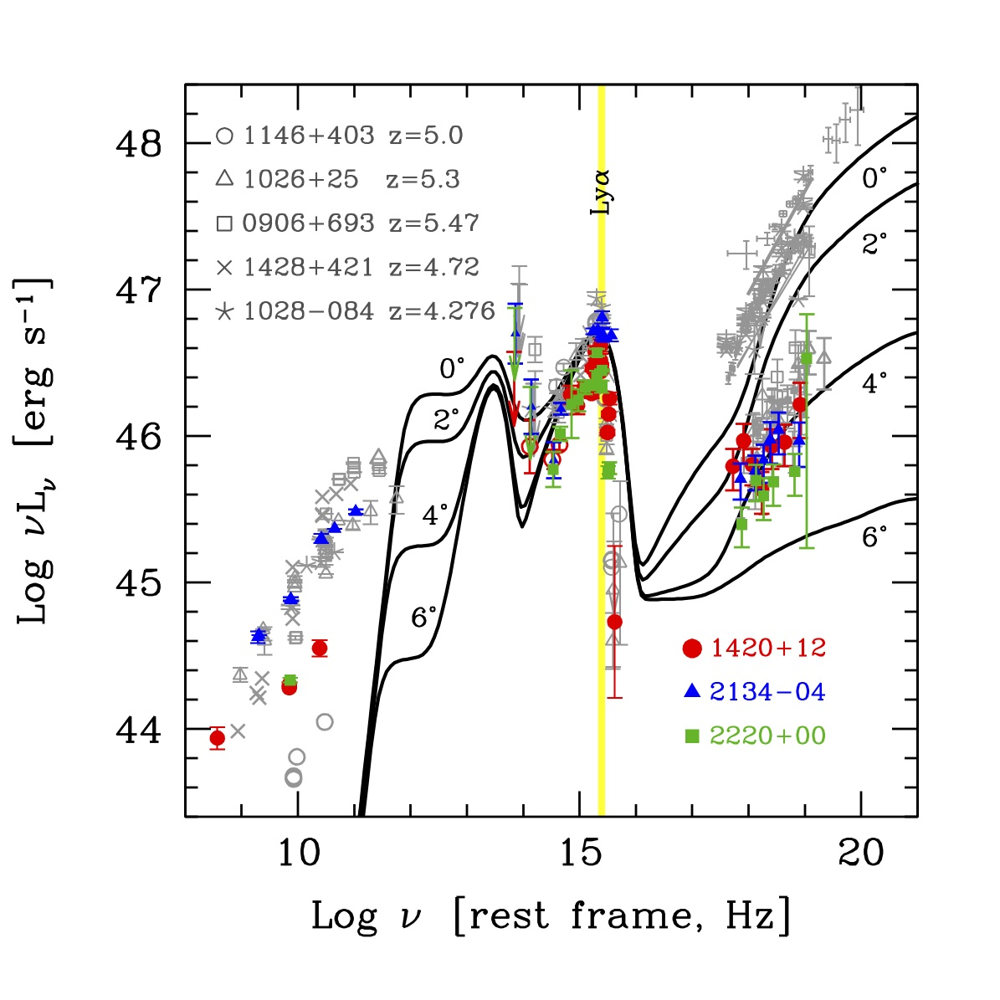 1146+403 z=5.0
1026+25 z=5.3
0906+693 z=5.47
1428+421 z=4.72
1028−084 z=4.276
Lyα
0°
2°
4°
6°
0°
2°
4°
6°
1420+12
2134−04
2220+00
48
47
46
45
44
10 15 20
Log ν [rest frame, Hz]
Log νLν [erg s⁻¹]